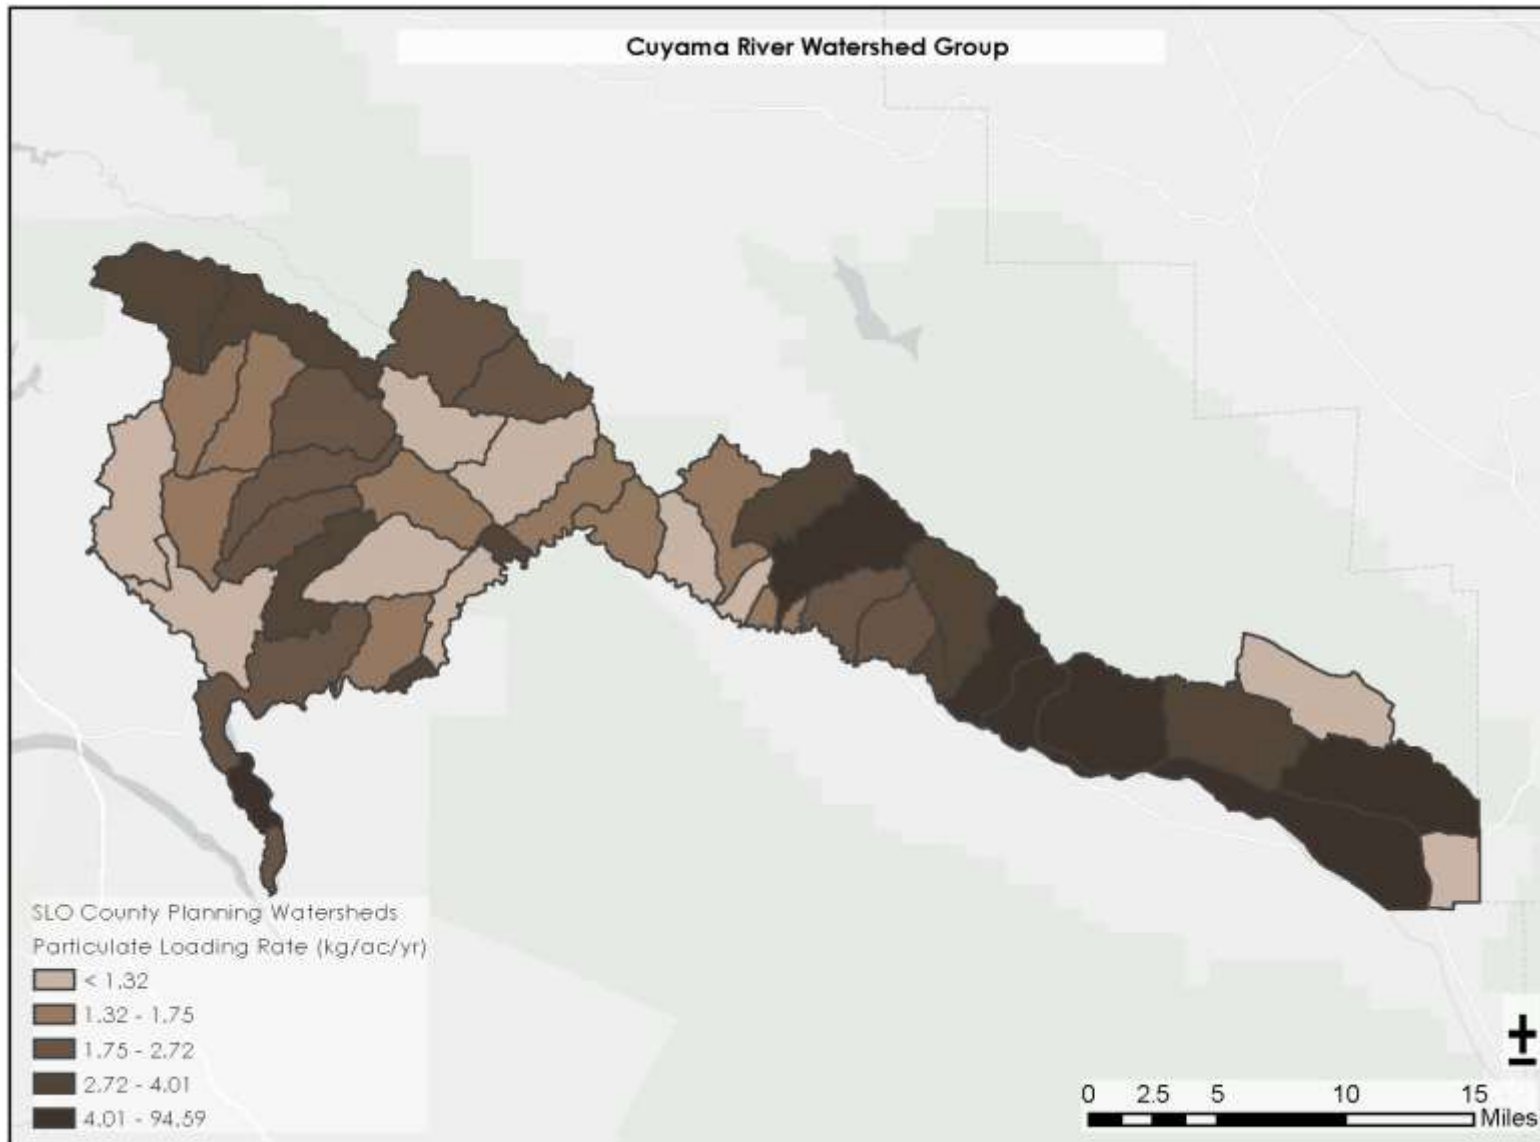 Cuyama River Watershed Group
SLO County Planning Watersheds
Particulate Loading Rate (kg/ac/yr)
< 1.32
1.32 - 1.75
1.75 - 2.72
2.72 - 4.01
4.01 - 94.59
0 2.5 5 10 15
Miles